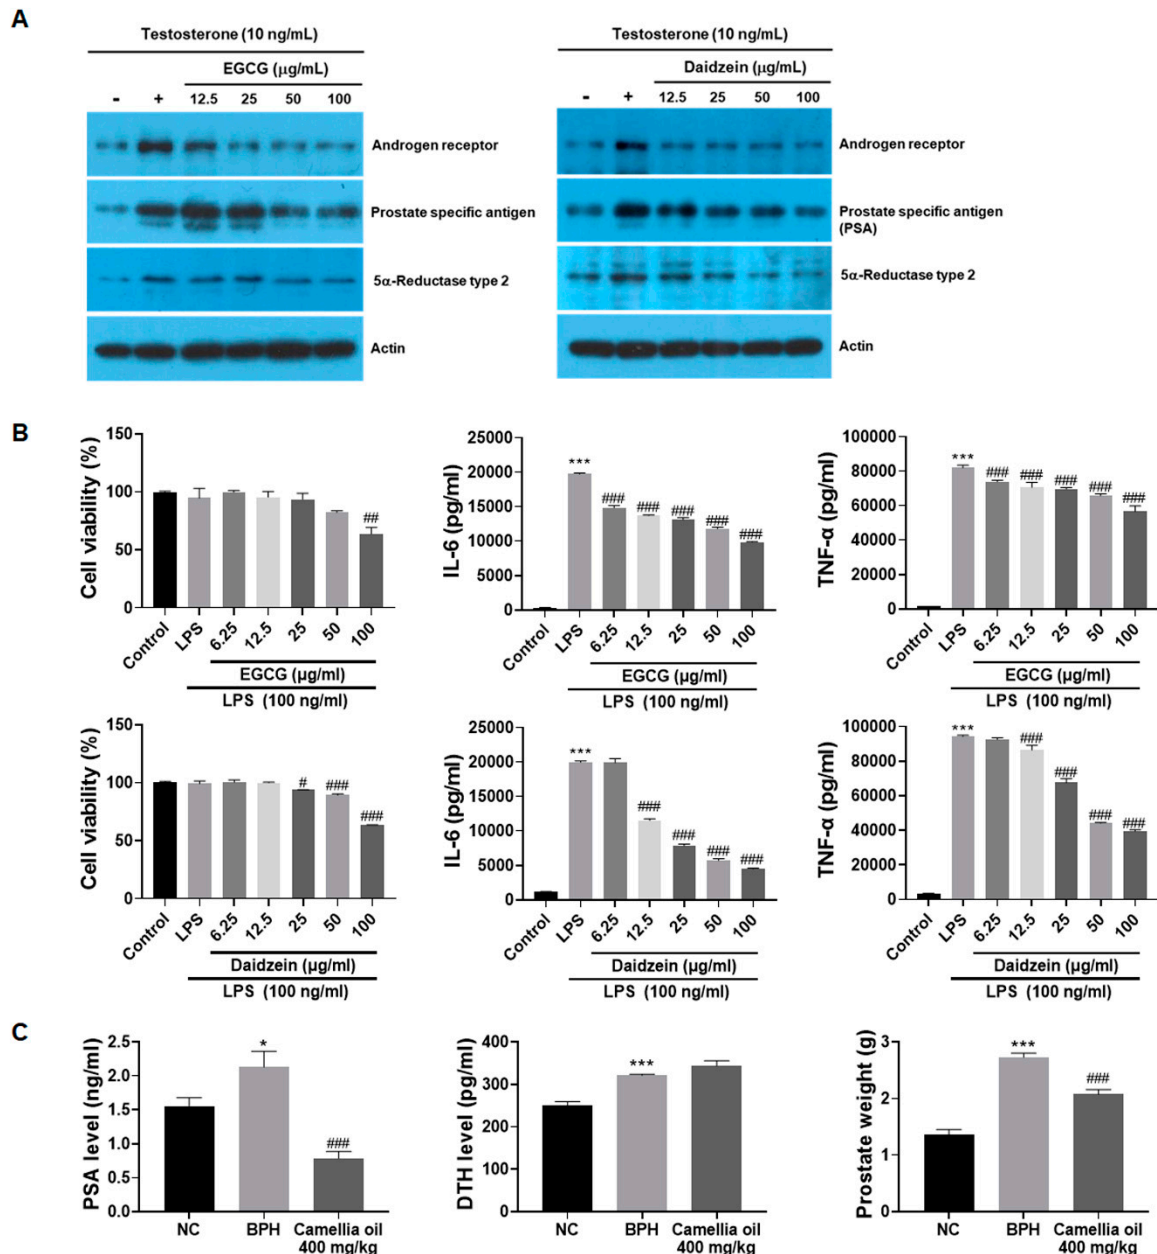 A
Testosterone (10 ng/mL)
EGCG (μg/mL)
- + 12.5 25 50 100
Androgen receptor
Prostate specific antigen
5α-Reductase type 2
Actin
Testosterone (10 ng/mL)
Daidzein (μg/mL)
- + 12.5 25 50 100
Androgen receptor
Prostate specific antigen
(PSA)
5α-Reductase type 2
Actin
B
Cell viability (%)
150
100
50
0
##
Control LPS 6.25 12.5 25 50 100
EGCG (μg/ml)
LPS (100 ng/ml)
IL-6 (pg/ml)
25000
20000
15000
10000
5000
0
*** ### ### ### ### ###
Control LPS 6.25 12.5 25 50 100
EGCG (μg/ml)
LPS (100 ng/ml)
TNF-α (pg/ml)
100000
80000
60000
40000
20000
0
*** ### ### ### ### ###
Control LPS 6.25 12.5 25 50 100
EGCG (μg/ml)
LPS (100 ng/ml)
Cell viability (%)
150
100
50
0
# ### ###
Control LPS 6.25 12.5 25 50 100
Daidzein (μg/ml)
LPS (100 ng/ml)
IL-6 (pg/ml)
25000
20000
15000
10000
5000
0
*** ### ### ### ###
Control LPS 6.25 12.5 25 50 100
Daidzein (μg/ml)
LPS (100 ng/ml)
TNF-α (pg/ml)
100000
80000
60000
40000
20000
0
*** ### ### ### ###
Control LPS 6.25 12.5 25 50 100
Daidzein (μg/ml)
LPS (100 ng/ml)
C
PSA level (ng/ml)
2.5
2.0
1.5
1.0
0.5
0.0
* ###
NC BPH Camellia oil
400 mg/kg
DTH level (pg/ml)
400
300
200
100
0
***
NC BPH Camellia oil
400 mg/kg
Prostate weight (g)
3
2
1
0
*** ###
NC BPH Camellia oil
400 mg/kg